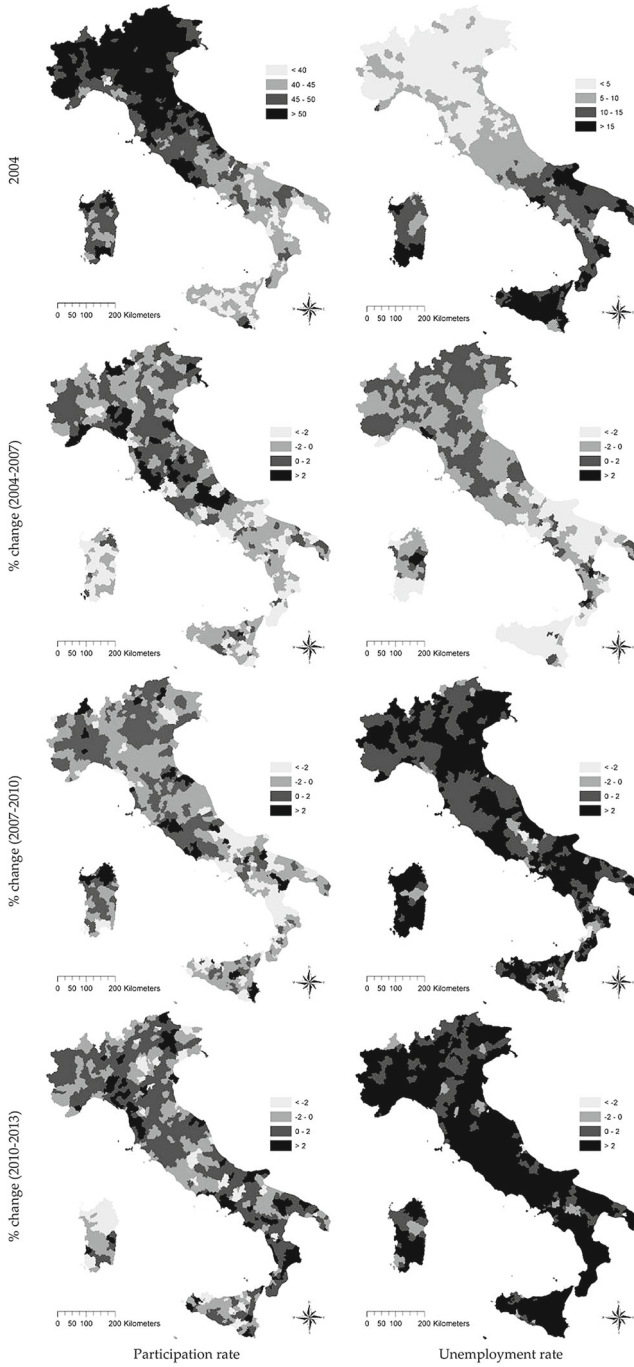 2004
< 40
40 - 45
45 - 50
> 50
0 50 100 200 Kilometers
< 5
5 - 10
10 - 15
> 15
0 50 100 200 Kilometers
% change (2004-2007)
< -2
-2 - 0
0 - 2
> 2
0 50 100 200 Kilometers
< -2
-2 - 0
0 - 2
> 2
0 50 100 200 Kilometers
% change (2007-2010)
< -2
-2 - 0
0 - 2
> 2
0 50 100 200 Kilometers
< -2
-2 - 0
0 - 2
> 2
0 50 100 200 Kilometers
% change (2010-2013)
< -2
-2 - 0
0 - 2
> 2
0 50 100 200 Kilometers
< -2
-2 - 0
0 - 2
> 2
0 50 100 200 Kilometers
Participation rate
Unemployment rate